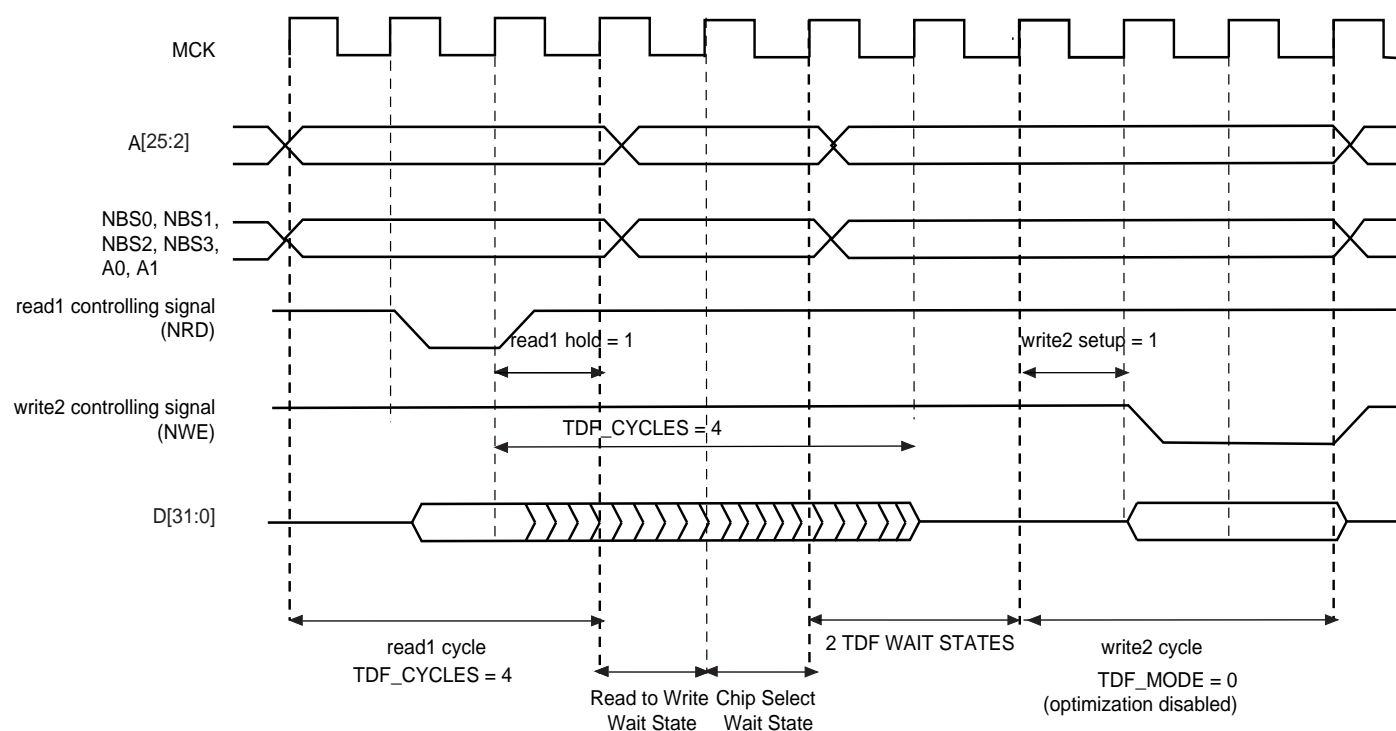 MCK
A[25:2]
NBS0, NBS1,
NBS2, NBS3,
A0, A1
read1 controlling signal
(NRD)
read1 hold = 1
write2 setup = 1
write2 controlling signal
(NWE)
TDF_CYCLES = 4
D[31:0]
read1 cycle
TDF_CYCLES = 4
2 TDF WAIT STATES
write2 cycle
TDF_MODE = 0
(optimization disabled)
Read to Write
Wait State
Chip Select
Wait State